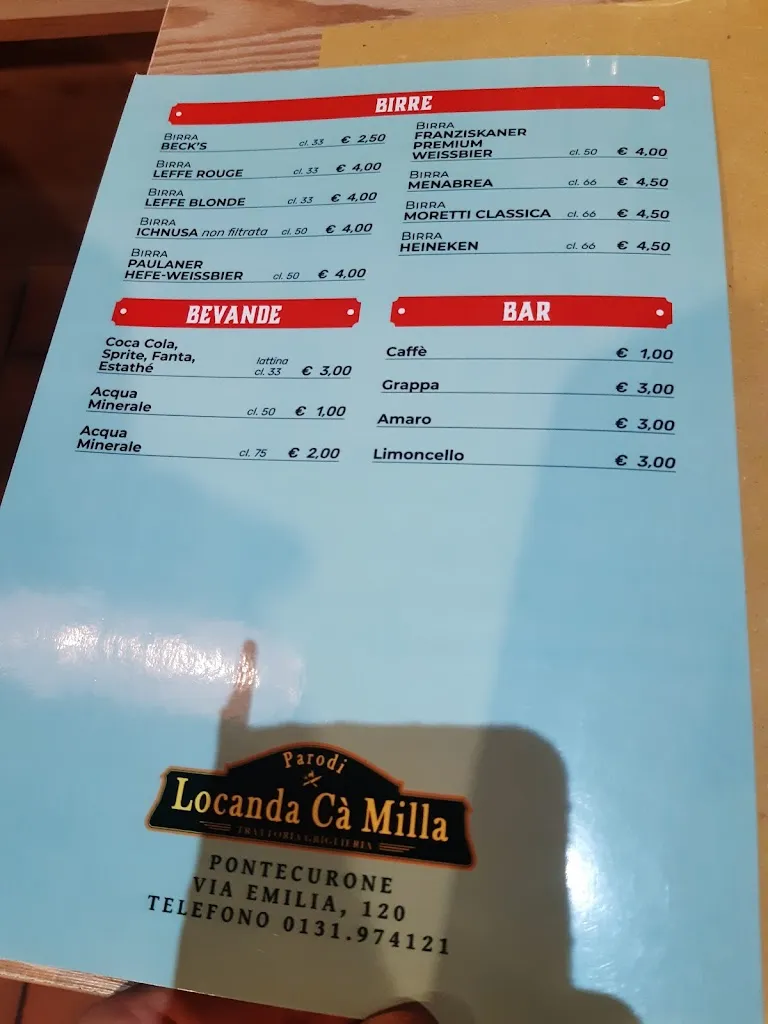 BIRRE
BIRRA
BECK'S cl. 33 € 2,50
BIRRA
LEFFE ROUGE cl. 33 € 4,00
BIRRA
LEFFE BLONDE cl. 33 € 4,00
BIRRA
ICHNUSA non filtrata cl. 50 € 4,00
BIRRA
PAULANER
HEFE-WEISSBIER cl. 50 € 4,00
BIRRA
FRANZISKANER
PREMIUM
WEISSBIER cl. 50 € 4,00
BIRRA
MENABREA cl. 66 € 4,50
BIRRA
MORETTI CLASSICA cl. 66 € 4,50
BIRRA
HEINEKEN cl. 66 € 4,50
BEVANDE
Coca Cola,
Sprite, Fanta, lattina
Estathé cl. 33 € 3,00
Acqua
Minerale cl. 50 € 1,00
Acqua
Minerale cl. 75 € 2,00
BAR
Caffè € 1,00
Grappa € 3,00
Amaro € 3,00
Limoncello € 3,00
Parodi
Locanda Cà Milla
TRATTORIA GRIGLIERIA
PONTECURONE
VIA EMILIA, 120
TELEFONO 0131.974121